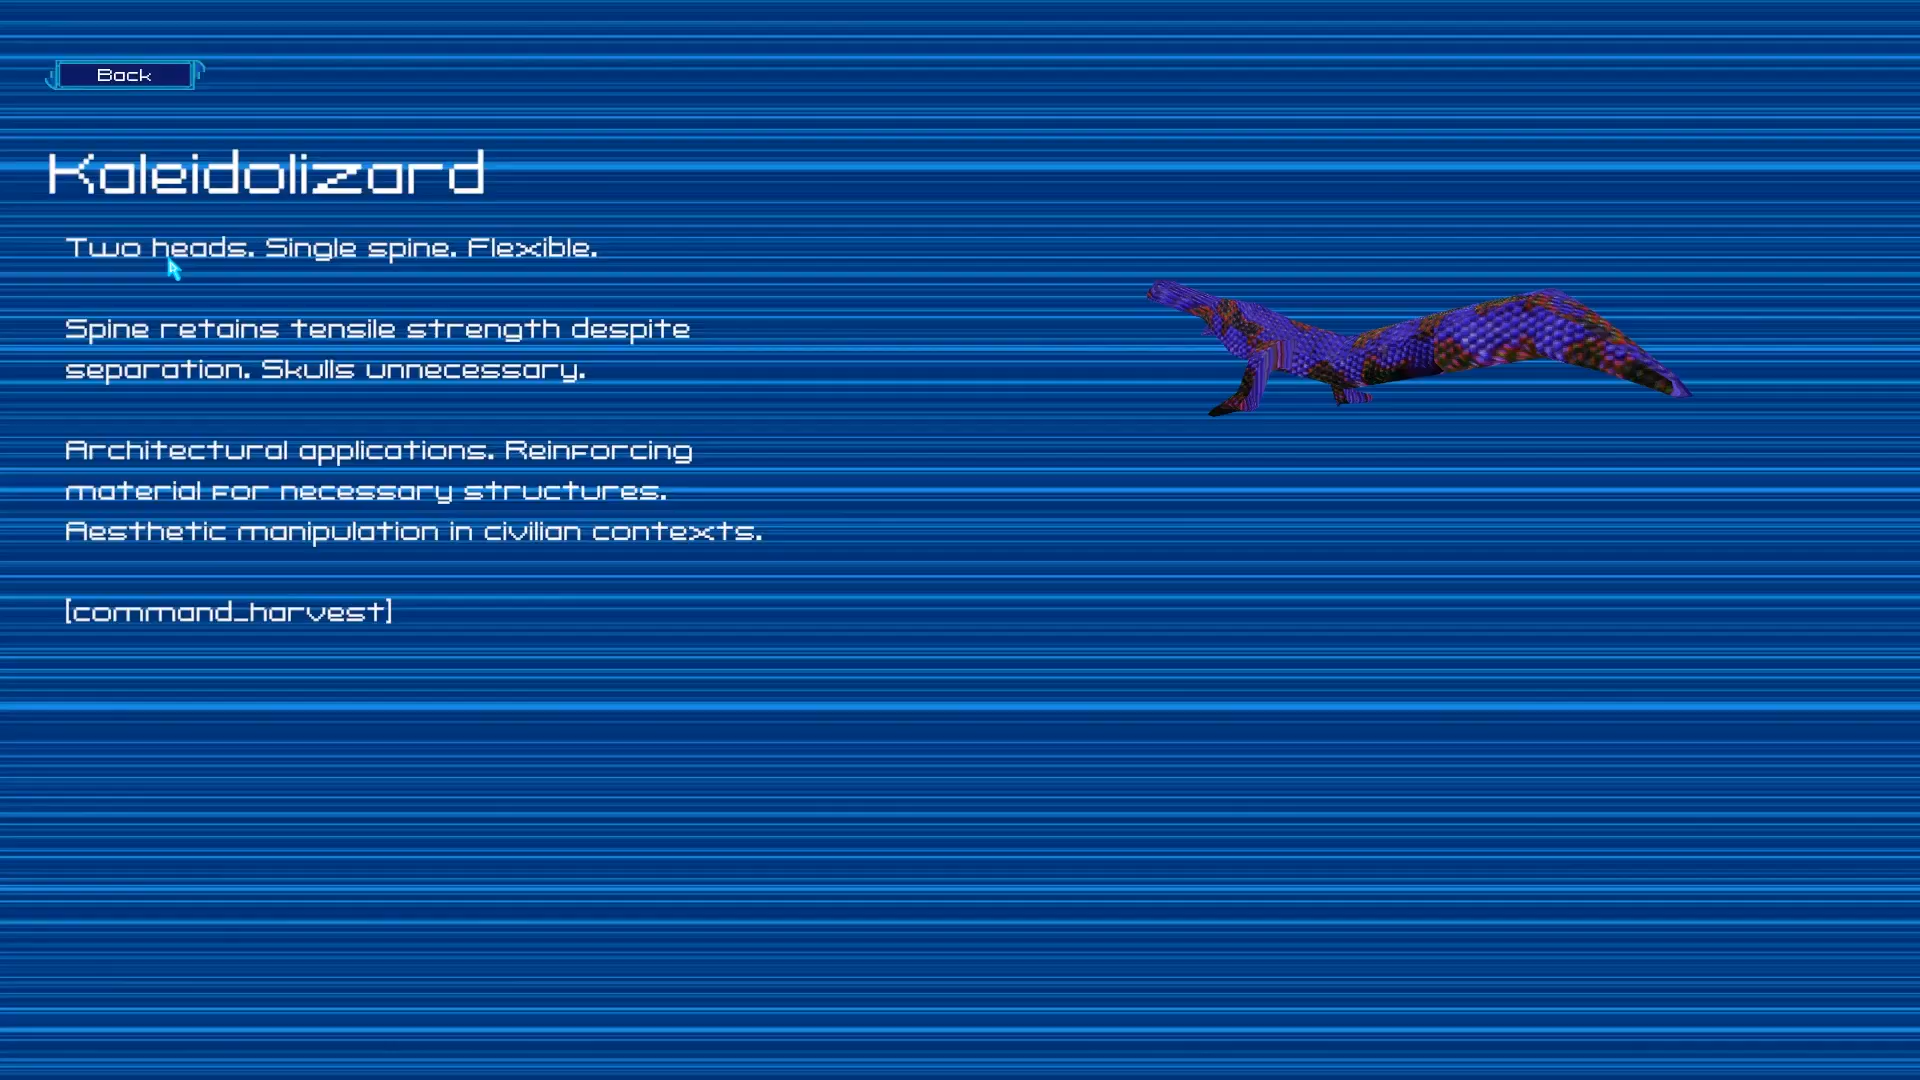 Back
Kaleidolizard
Two heads. Single spine. Flexible.
Spine retains tensile strength despite
separation. Skulls unnecessary.
Architectural applications. Reinforcing
material for necessary structures.
Aesthetic manipulation in civilian contexts.
[command_harvest]